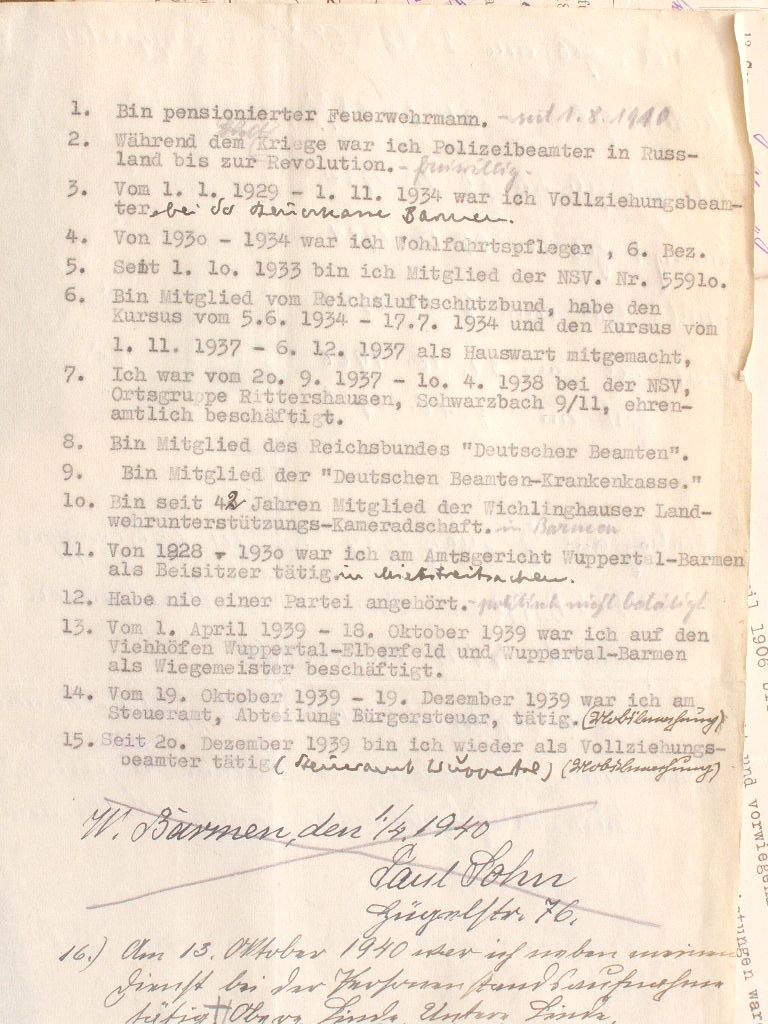 1. Bin pensionierter Feuerwehrmann. - seit 1.8.1910
2. Während dem Kriege war ich Polizeibeamter in Russ-
land bis zur Revolution. - freiwillig.-
3. Vom 1. 1. 1929 - 1. 11. 1934 war ich Vollziehungsbeam-
ter, bei der Steuerkasse Barmen.
4. Von 193o - 1934 war ich Wohlfahrtspfleger , 6. Bez.
5. Seit 1. 1o. 1933 bin ich Mitglied der NSV. Nr. 5591o.
6. Bin Mitglied vom Reichsluftschutzbund, habe den
Kursus vom 5.6. 1934 - 17.7. 1934 und den Kursus vom
1. 11. 1937 - 6. 12. 1937 als Hauswart mitgemacht,
7. Ich war vom 2o. 9. 1937 - 1o. 4. 1938 bei der NSV,
Ortsgruppe Rittershausen, Schwarzbach 9/11, ehren-
amtlich beschäftigt.
8. Bin Mitglied des Reichsbundes "Deutscher Beamten".
9. Bin Mitglied der "Deutschen Beamten-Krankenkasse."
1o. Bin seit 42 Jahren Mitglied der Wichlinghauser Land-
wehrunterstützungs-Kameradschaft. in Barmen
11. Von 1928 - 193o war ich am Amtsgericht Wuppertal-Barmen
als Beisitzer tätig in Mietstreitsachen.
12. Habe nie einer Partei angehört. - politisch nicht betätigt
13. Vom 1. April 1939 - 18. Oktober 1939 war ich auf den
Viehhöfen Wuppertal-Elberfeld und Wuppertal-Barmen
als Wiegemeister beschäftigt.
14. Vom 19. Oktober 1939 - 19. Dezember 1939 war ich am
Steueramt, Abteilung Bürgersteuer, tätig. (Mobilmachung)
15. Seit 2o. Dezember 1939 bin ich wieder als Vollziehungs-
beamter tätig (Steueramt Wuppertal) (Mobilmachung)
W. Barmen, den 1/4. 1940
Paul Sohn
Hügelstr. 76.
16.) Am 13. Oktober 1940 war ich neben meinem
Dienst bei der Personenstandsaufnahme
tätig Obere Linde, Untere Linde,